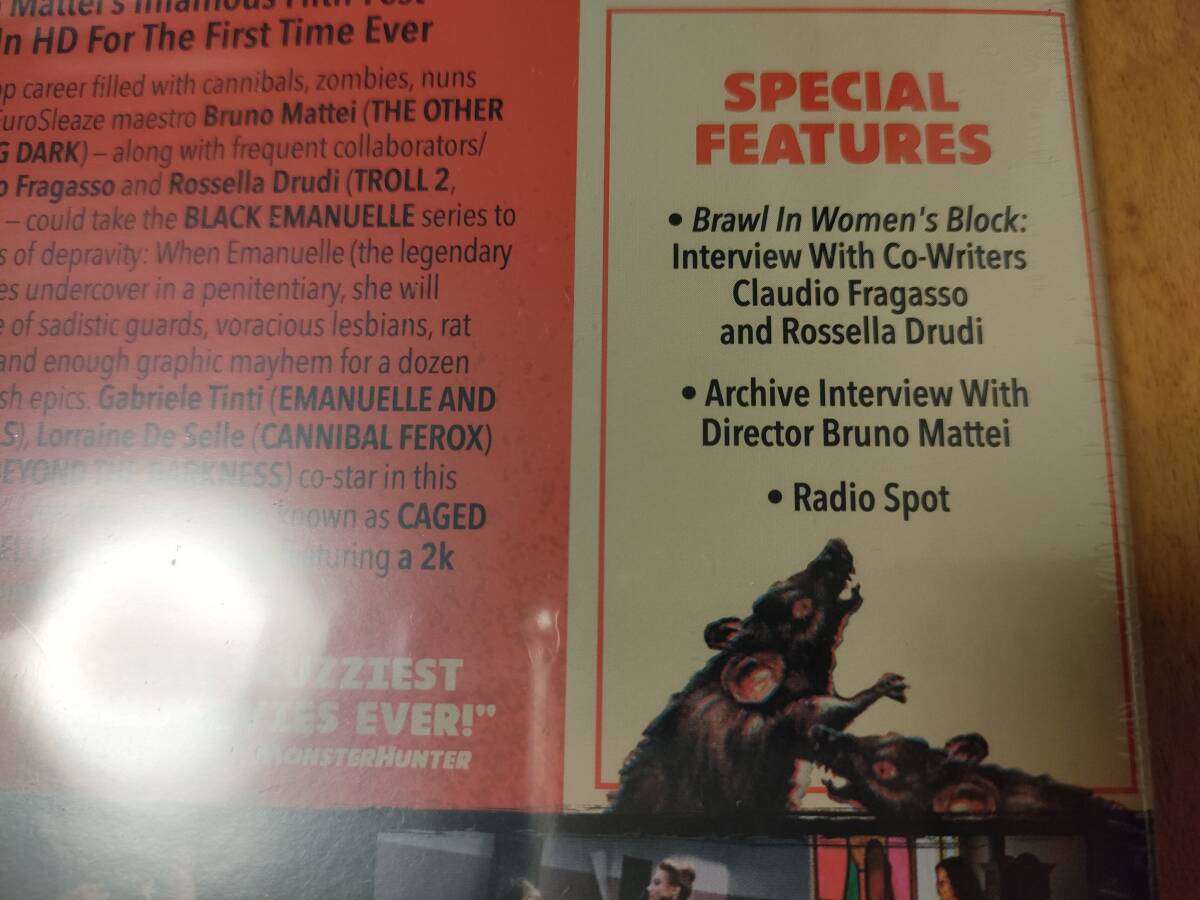 Mattei's Infamous Filth Fest
In HD For The First Time Ever
career filled with cannibals, zombies, nuns
EuroSleaze maestro Bruno Mattei (THE OTHER
DARK) – along with frequent collaborators/
Fragasso and Rossella Drudi (TROLL 2,
– could take the BLACK EMANUELLE series to
of depravity: When Emanuelle (the legendary
undercover in a penitentiary, she will
of sadistic guards, voracious lesbians, rat
and enough graphic mayhem for a dozen
epics. Gabriele Tinti (EMANUELLE AND
Lorraine De Selle (CANNIBAL FEROX)
BEYOND THE DARKNESS) co-star in this
known as CAGED
featuring a 2k
EVER!"
MONSTERHUNTER
SPECIAL
FEATURES
• Brawl In Women's Block:
Interview With Co-Writers
Claudio Fragasso
and Rossella Drudi
• Archive Interview With
Director Bruno Mattei
• Radio Spot